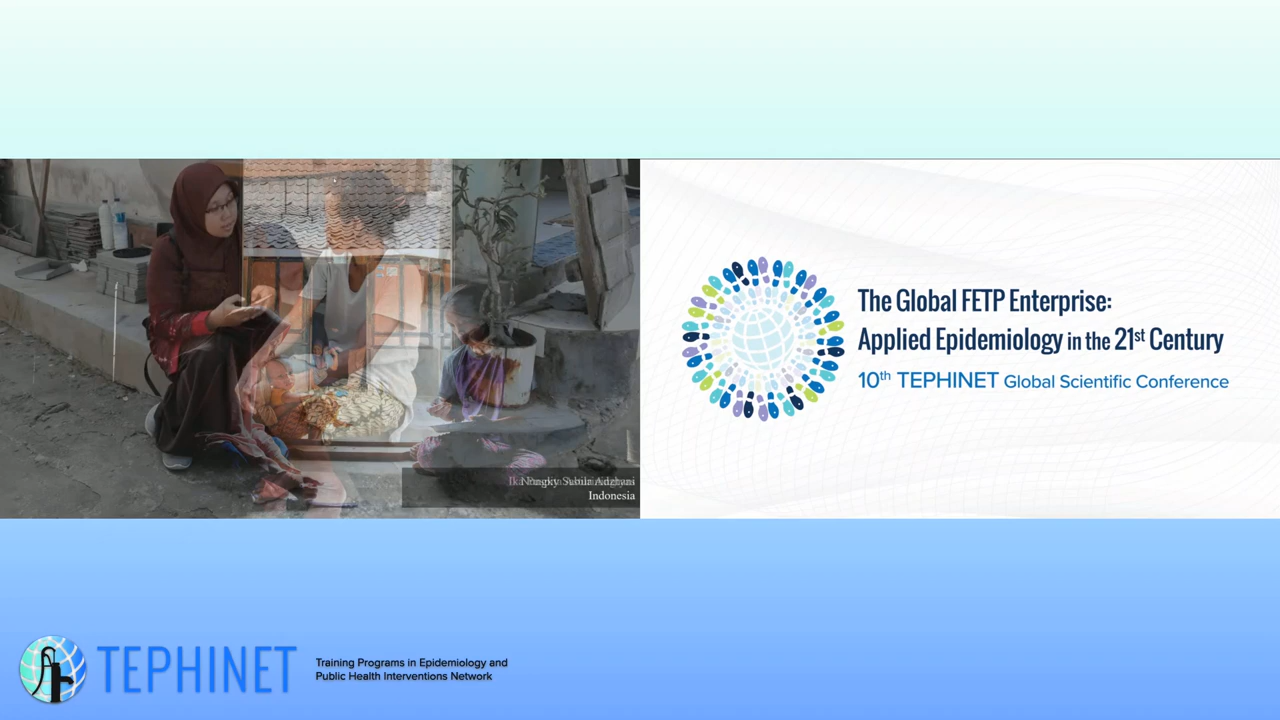 Indonesia
The Global FETP Enterprise:
Applied Epidemiology in the 21st Century
10th TEPHINET Global Scientific Conference
TEPHINET
Training Programs in Epidemiology and
Public Health Interventions Network